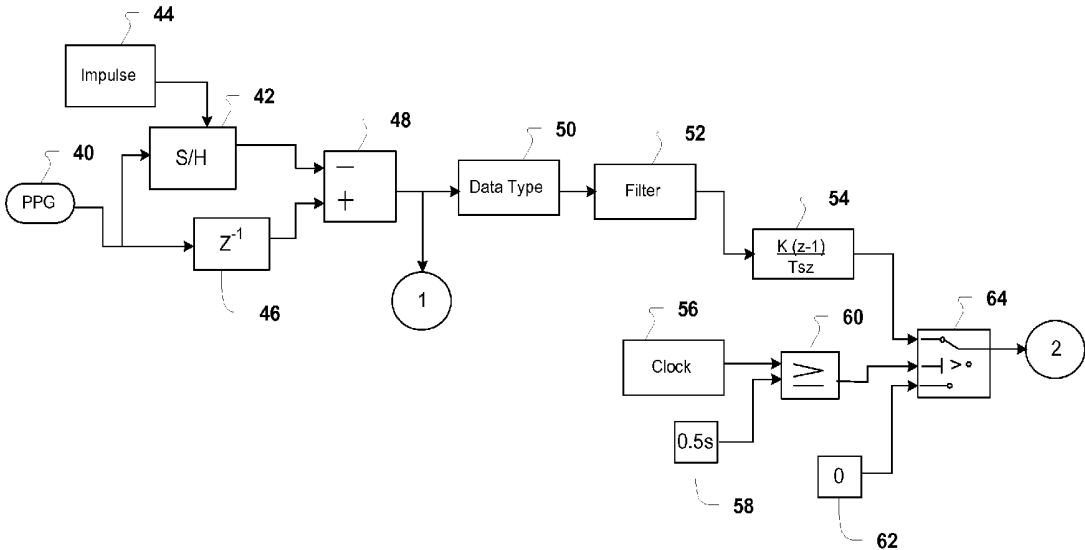 44
Impulse
42
S/H
40
PPG
48
−
+
Z⁻¹
46
1
50
Data Type
52
Filter
54
K (z-1)
Tsz
56
Clock
60
≥
0.5s
58
64
>
2
0
62